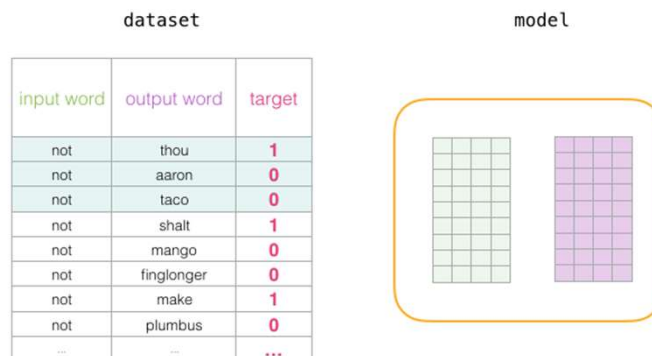 dataset
model
input word output word target
not thou 1
not aaron 0
not taco 0
not shalt 1
not mango 0
not finglonger 0
not make 1
not plumbus 0
... ... ...